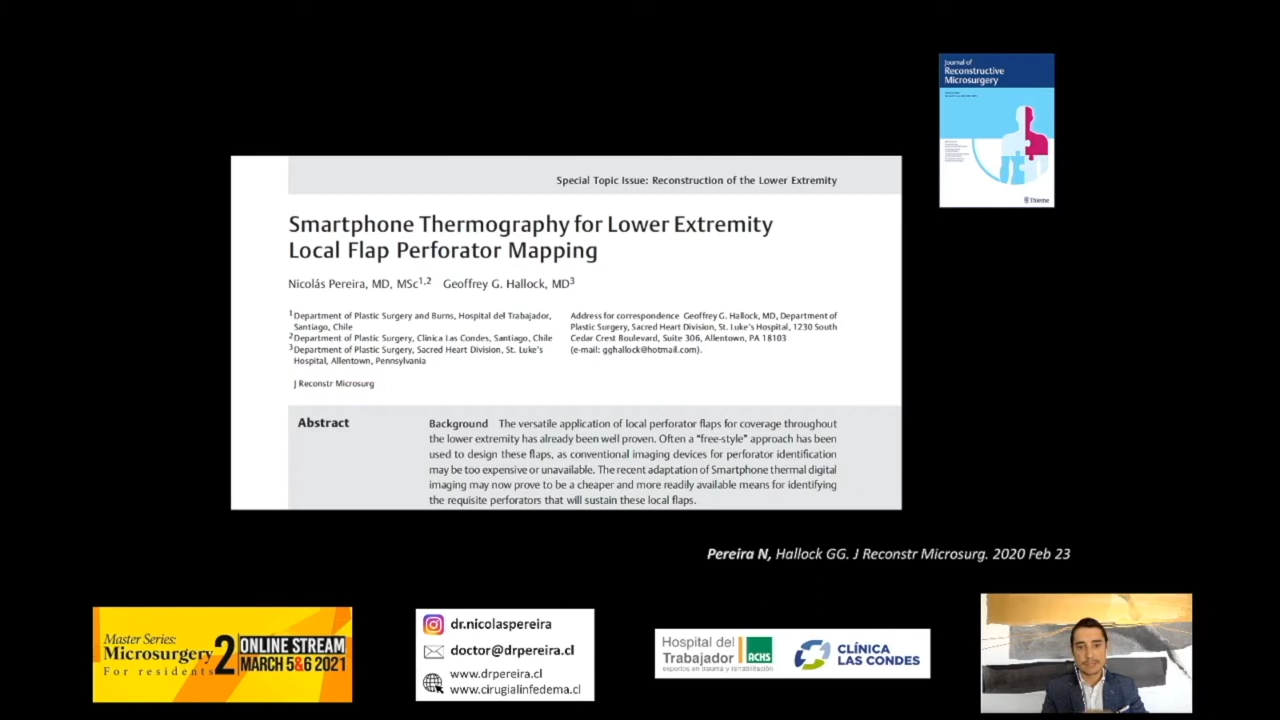 Journal of
Reconstructive
Microsurgery
Thieme
Special Topic Issue: Reconstruction of the Lower Extremity
Smartphone Thermography for Lower Extremity
Local Flap Perforator Mapping
Nicolás Pereira, MD, MSc1,2 Geoffrey G. Hallock, MD3
1 Department of Plastic Surgery and Burns, Hospital del Trabajador,
Santiago, Chile
2 Department of Plastic Surgery, Clínica Las Condes, Santiago, Chile
3 Department of Plastic Surgery, Sacred Heart Division, St. Luke's
Hospital, Allentown, Pennsylvania
Address for correspondence Geoffrey G. Hallock, MD, Department of
Plastic Surgery, Sacred Heart Division, St. Luke's Hospital, 1230 South
Cedar Crest Boulevard, Suite 306, Allentown, PA 18103
(e-mail: gghallock@hotmail.com).
J Reconstr Microsurg
Abstract
Background The versatile application of local perforator flaps for coverage throughout
the lower extremity has already been well proven. Often a "free-style" approach has been
used to design these flaps, as conventional imaging devices for perforator identification
may be too expensive or unavailable. The recent adaptation of Smartphone thermal digital
imaging may now prove to be a cheaper and more readily available means for identifying
the requisite perforators that will sustain these local flaps.
Pereira N, Hallock GG. J Reconstr Microsurg. 2020 Feb 23
Master Series:
Microsurgery 2
For residents
ONLINE STREAM
MARCH 5&6 2021
dr.nicolaspereira
doctor@drpereira.cl
www.drpereira.cl
www.cirugialinfedema.cl
Hospital del
Trabajador ACHS
expertos en trauma y rehabilitación
CLÍNICA
LAS CONDES